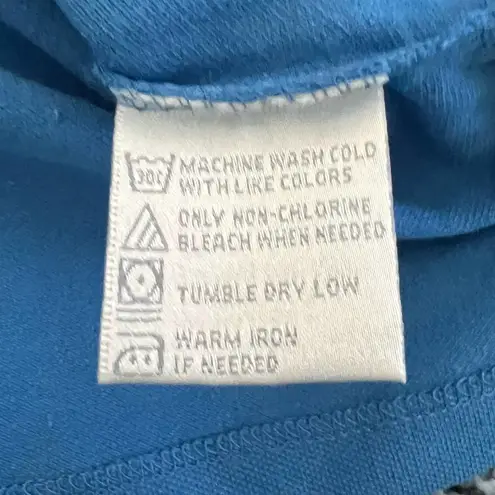 30C MACHINE WASH COLD
WITH LIKE COLORS
ONLY NON-CHLORINE
BLEACH WHEN NEEDED
TUMBLE DRY LOW
WARM IRON
IF NEEDED